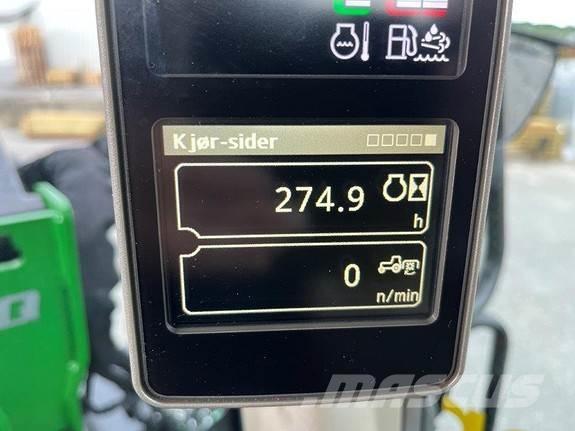 Kjør-sider
274.9
h
0
n/min
MASCUS